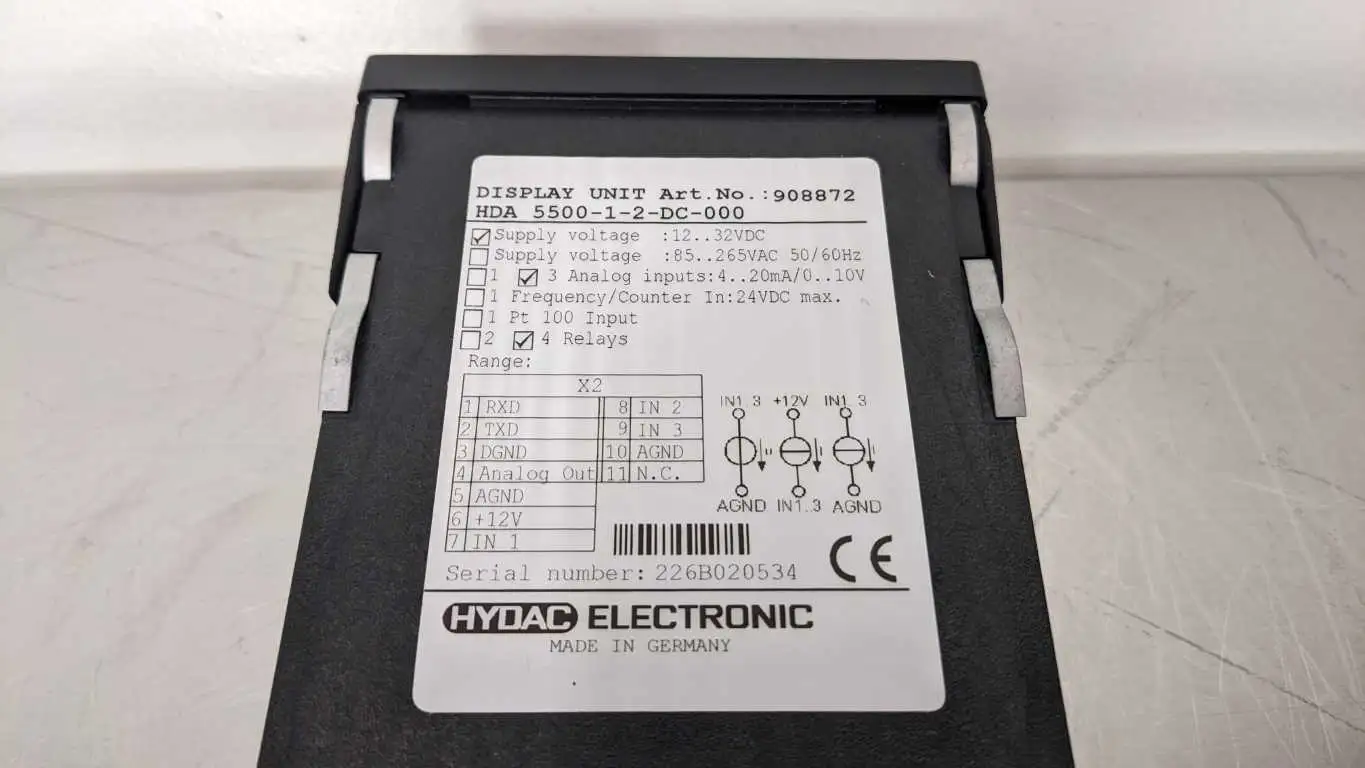 DISPLAY UNIT Art.No.:908872
HDA 5500-1-2-DC-000
Supply voltage :12..32VDC
Supply voltage :85..265VAC 50/60Hz
1 3 Analog inputs:4..20mA/0..10V
1 Frequency/Counter In:24VDC max.
1 Pt 100 Input
2 4 Relays
Range:
X2
1 RXD 8 IN 2
2 TXD 9 IN 3
3 DGND 10 AGND
4 Analog Out 11 N.C.
5 AGND
6 +12V
7 IN 1
IN1..3 +12V IN1..3
U I I
AGND IN1..3 AGND
Serial number: 226B020534
CE
HYDAC ELECTRONIC
MADE IN GERMANY